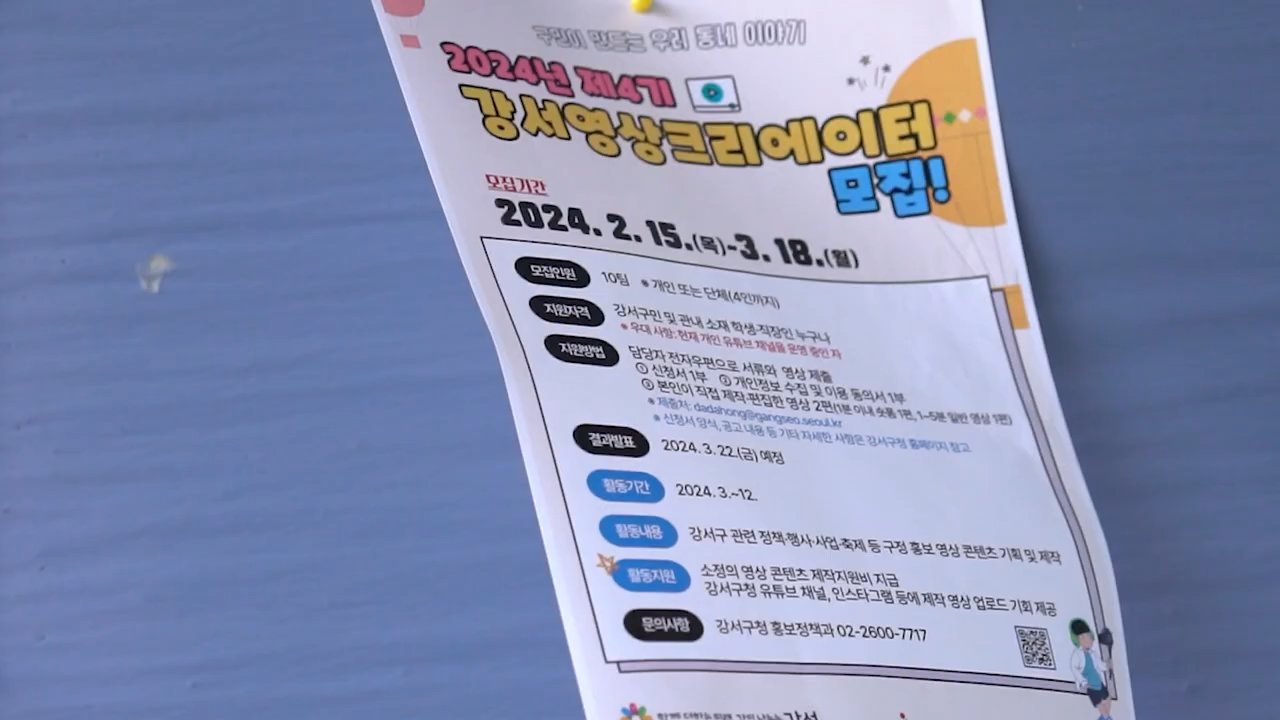 구민이 만드는 우리 동네 이야기
2024년 제4기
강서영상크리에이터
모집!
모집기간
2024. 2. 15.(목)-3. 18.(월)
모집인원 10팀 ※ 개인 또는 단체(4인까지)
지원자격 강서구민 및 관내 소재 학생·직장인 누구나
※ 우대 사항: 현재 개인 유튜브 채널을 운영 중인 자
지원방법 담당자 전자우편으로 서류와 영상 제출
① 신청서 1부 ② 개인정보 수집 및 이용 동의서 1부
③ 본인이 직접 제작·편집한 영상 2편(1분 이내 숏폼 1편, 1~5분 일반 영상 1편)
※ 제출처: dadahong@gangseo.seoul.kr
※ 신청서 양식, 공고 내용 등 기타 자세한 사항은 강서구청 홈페이지 참고
결과발표 2024. 3.22.(금) 예정
활동기간 2024. 3.~12.
활동내용 강서구 관련 정책·행사·사업·축제 등 구정 홍보 영상 콘텐츠 기획 및 제작
활동지원 소정의 영상 콘텐츠 제작지원비 지급
강서구청 유튜브 채널, 인스타그램 등에 제작 영상 업로드 기회 제공
문의사항 강서구청 홍보정책과 02-2600-7717